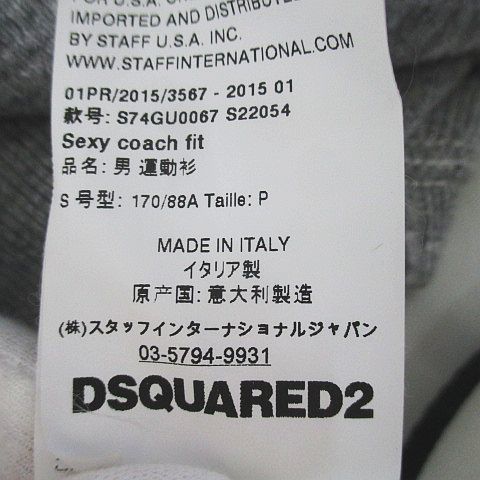 FOR U.S.A.
IMPORTED AND DISTRIBUTED
BY STAFF U.S.A. INC.
WWW.STAFFINTERNATIONAL.COM
01PR/2015/3567 - 2015 01
款号: S74GU0067 S22054
Sexy coach fit
品名: 男 運動衫
S 号型: 170/88A Taille: P
MADE IN ITALY
イタリア製
原产国: 意大利製造
(株)スタッフインターナショナルジャパン
03-5794-9931
DSQUARED2